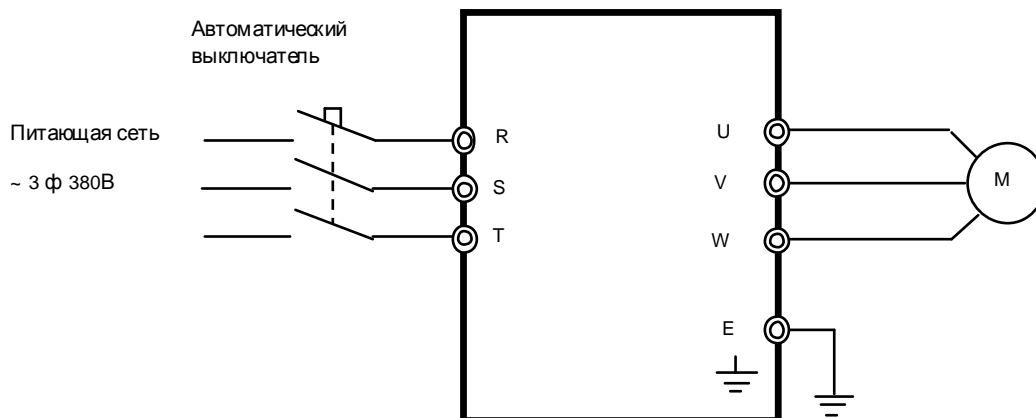 Автоматический
выключатель
Питающая сеть
~ 3 ф 380В
R
S
T
U
V
W
E
M